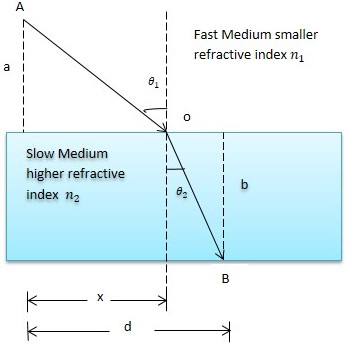 A
Fast Medium smaller
refractive index n₁
a
θ₁
o
Slow Medium
higher refractive
index n₂
θ₂
b
B
x
d